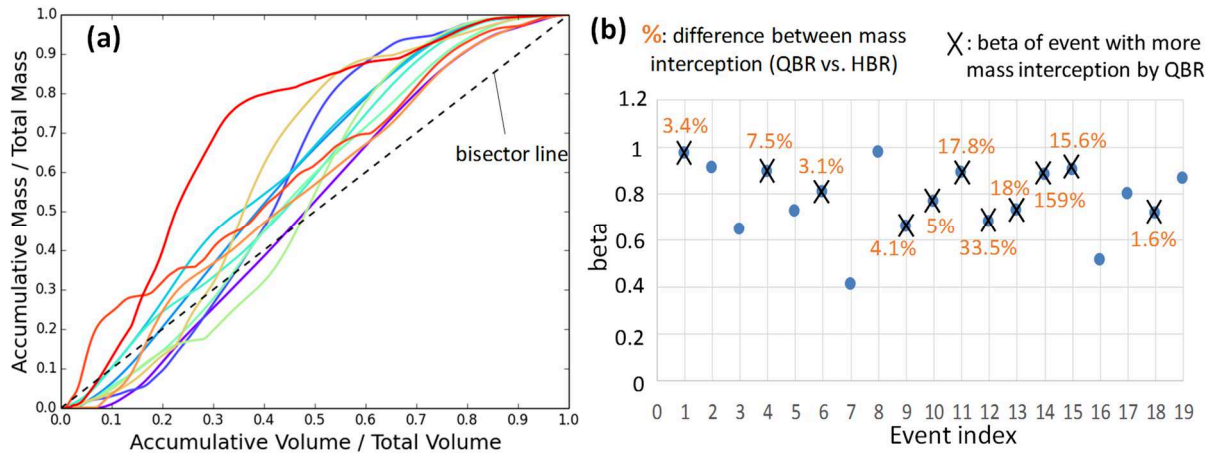 (a)
Accumulative Mass / Total Mass
1.0
0.9
0.8
0.7
0.6
0.5
0.4
0.3
0.2
0.1
0.0
bisector line
0.0 0.1 0.2 0.3 0.4 0.5 0.6 0.7 0.8 0.9 1.0
Accumulative Volume / Total Volume
(b)
%: difference between mass
interception (QBR vs. HBR)
X: beta of event with more
mass interception by QBR
beta
1.2
1
0.8
0.6
0.4
0.2
0
3.4%
7.5%
3.1%
4.1%
5%
17.8%
33.5%
18%
159%
15.6%
1.6%
0 1 2 3 4 5 6 7 8 9 10 11 12 13 14 15 16 17 18 19
Event index